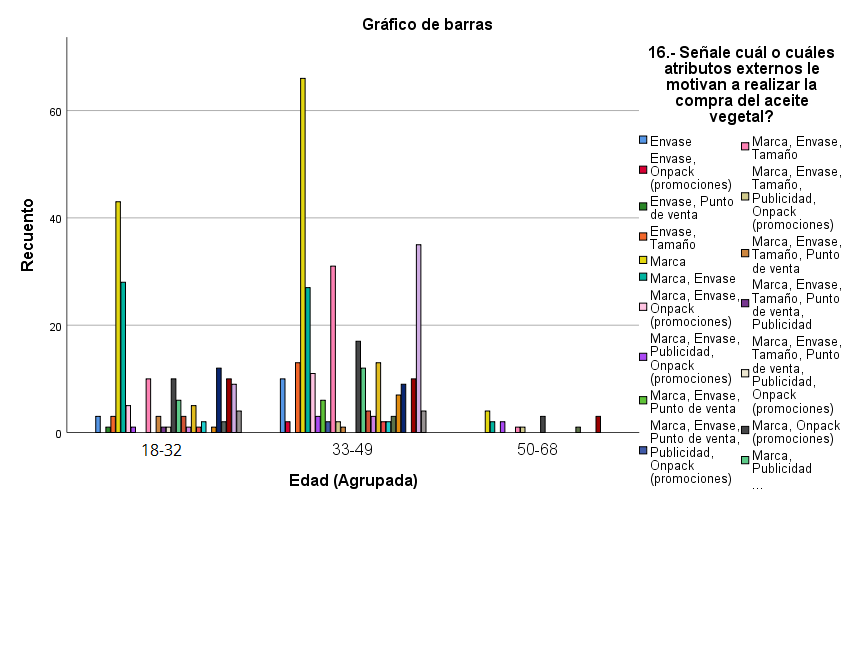 Gráfico de barras
Recuento
60
40
20
0
18-32
33-49
50-68
Edad (Agrupada)
16.- Señale cuál o cuáles
atributos externos le
motivan a realizar la
compra del aceite
vegetal?
Envase
Envase,
Onpack
(promociones)
Envase, Punto
de venta
Envase,
Tamaño
Marca
Marca, Envase
Marca, Envase,
Onpack
(promociones)
Marca, Envase,
Publicidad,
Onpack
(promociones)
Marca, Envase,
Punto de venta
Marca, Envase,
Punto de venta,
Publicidad,
Onpack
(promociones)
Marca, Envase,
Tamaño
Marca, Envase,
Tamaño,
Publicidad,
Onpack
(promociones)
Marca, Envase,
Tamaño, Punto
de venta
Marca, Envase,
Tamaño, Punto
de venta,
Publicidad
Marca, Envase,
Tamaño, Punto
de venta,
Publicidad,
Onpack
(promociones)
Marca, Onpack
(promociones)
Marca,
Publicidad
...